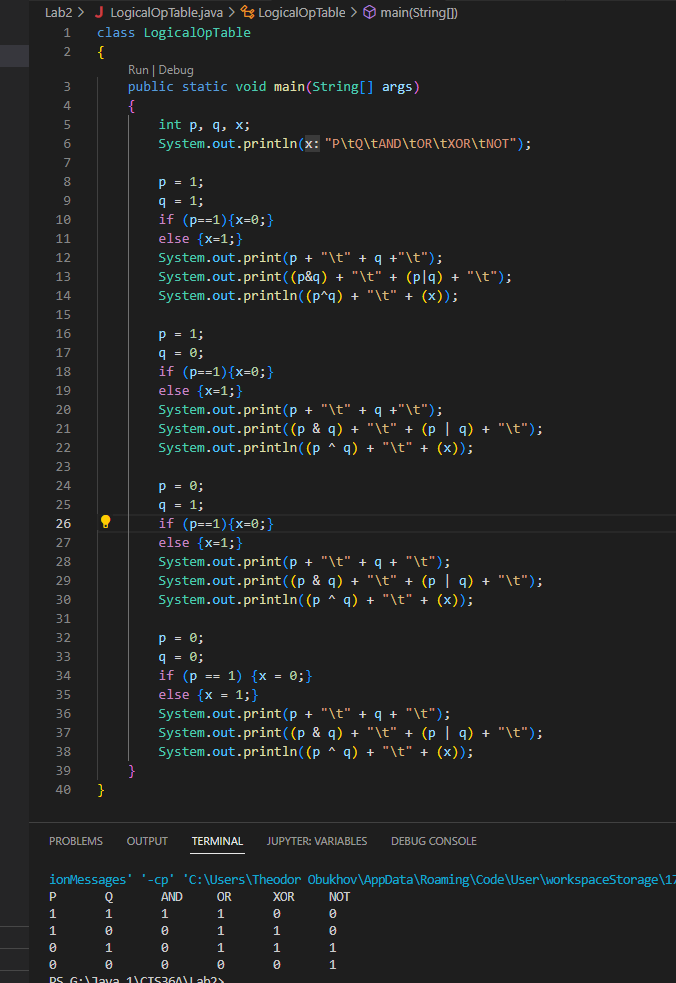 Lab2 > J LogicalOpTable.java > LogicalOpTable > main(String[])
1 class LogicalOpTable
2 {
Run | Debug
3 public static void main(String[] args)
4 {
5 int p, q, x;
6 System.out.println(x: "P\tQ\tAND\tOR\tXOR\tNOT");
7
8 p = 1;
9 q = 1;
10 if (p==1){x=0;}
11 else {x=1;}
12 System.out.print(p + "\t" + q +"\t");
13 System.out.print((p&q) + "\t" + (p|q) + "\t");
14 System.out.println((p^q) + "\t" + (x));
15
16 p = 1;
17 q = 0;
18 if (p==1){x=0;}
19 else {x=1;}
20 System.out.print(p + "\t" + q +"\t");
21 System.out.print((p & q) + "\t" + (p | q) + "\t");
22 System.out.println((p ^ q) + "\t" + (x));
23
24 p = 0;
25 q = 1;
26 if (p==1){x=0;}
27 else {x=1;}
28 System.out.print(p + "\t" + q + "\t");
29 System.out.print((p & q) + "\t" + (p | q) + "\t");
30 System.out.println((p ^ q) + "\t" + (x));
31
32 p = 0;
33 q = 0;
34 if (p == 1) {x = 0;}
35 else {x = 1;}
36 System.out.print(p + "\t" + q + "\t");
37 System.out.print((p & q) + "\t" + (p | q) + "\t");
38 System.out.println((p ^ q) + "\t" + (x));
39 }
40 }
PROBLEMS OUTPUT TERMINAL JUPYTER: VARIABLES DEBUG CONSOLE
ionMessages' '-cp' 'C:\Users\Theodor Obukhov\AppData\Roaming\Code\User\workspaceStorage\17
P Q AND OR XOR NOT
1 1 1 1 0 0
1 0 0 1 1 0
0 1 0 1 1 1
0 0 0 0 0 1
PS G:\Java 1\CIS36A\Lab2>